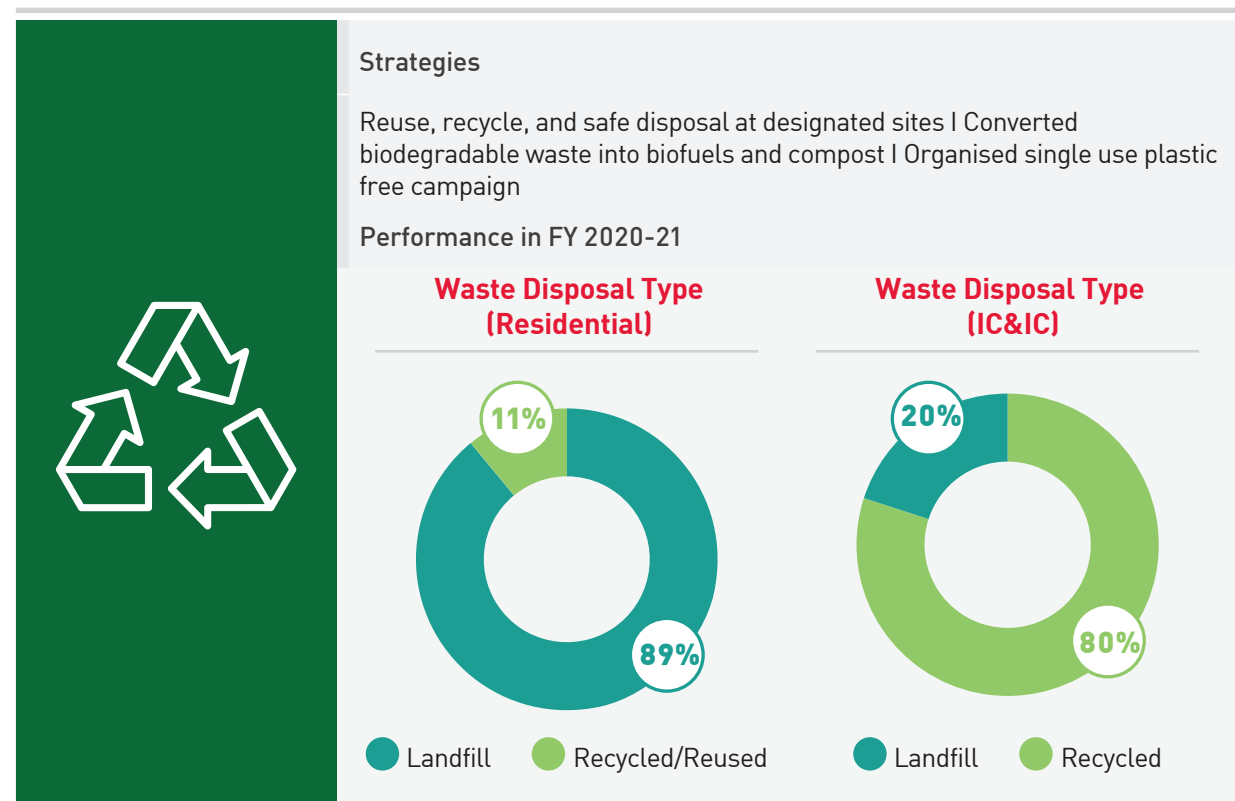 Strategies
Reuse, recycle, and safe disposal at designated sites I Converted
biodegradable waste into biofuels and compost I Organised single use plastic
free campaign
Performance in FY 2020-21
Waste Disposal Type
(Residential)
11%
89%
Landfill
Recycled/Reused
Waste Disposal Type
(IC&IC)
20%
80%
Landfill
Recycled